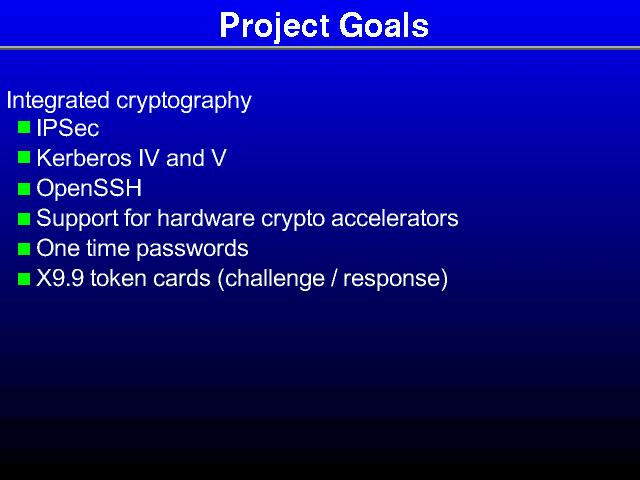 Project Goals
Integrated cryptography
IPSec
Kerberos IV and V
OpenSSH
Support for hardware crypto accelerators
One time passwords
X9.9 token cards (challenge / response)